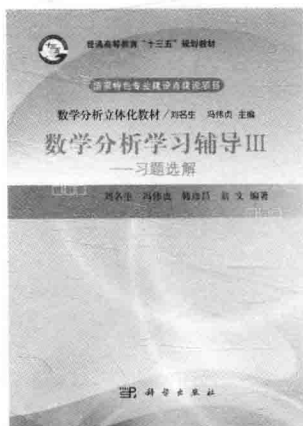 普通高等教育“十三五”规划教材
国家特色专业建设点建设项目
数学分析立体化教材/刘名生 冯伟贞 主编
数学分析学习辅导III
——习题选解
刘名生 冯伟贞 韩彦昌 编著
科学出版社